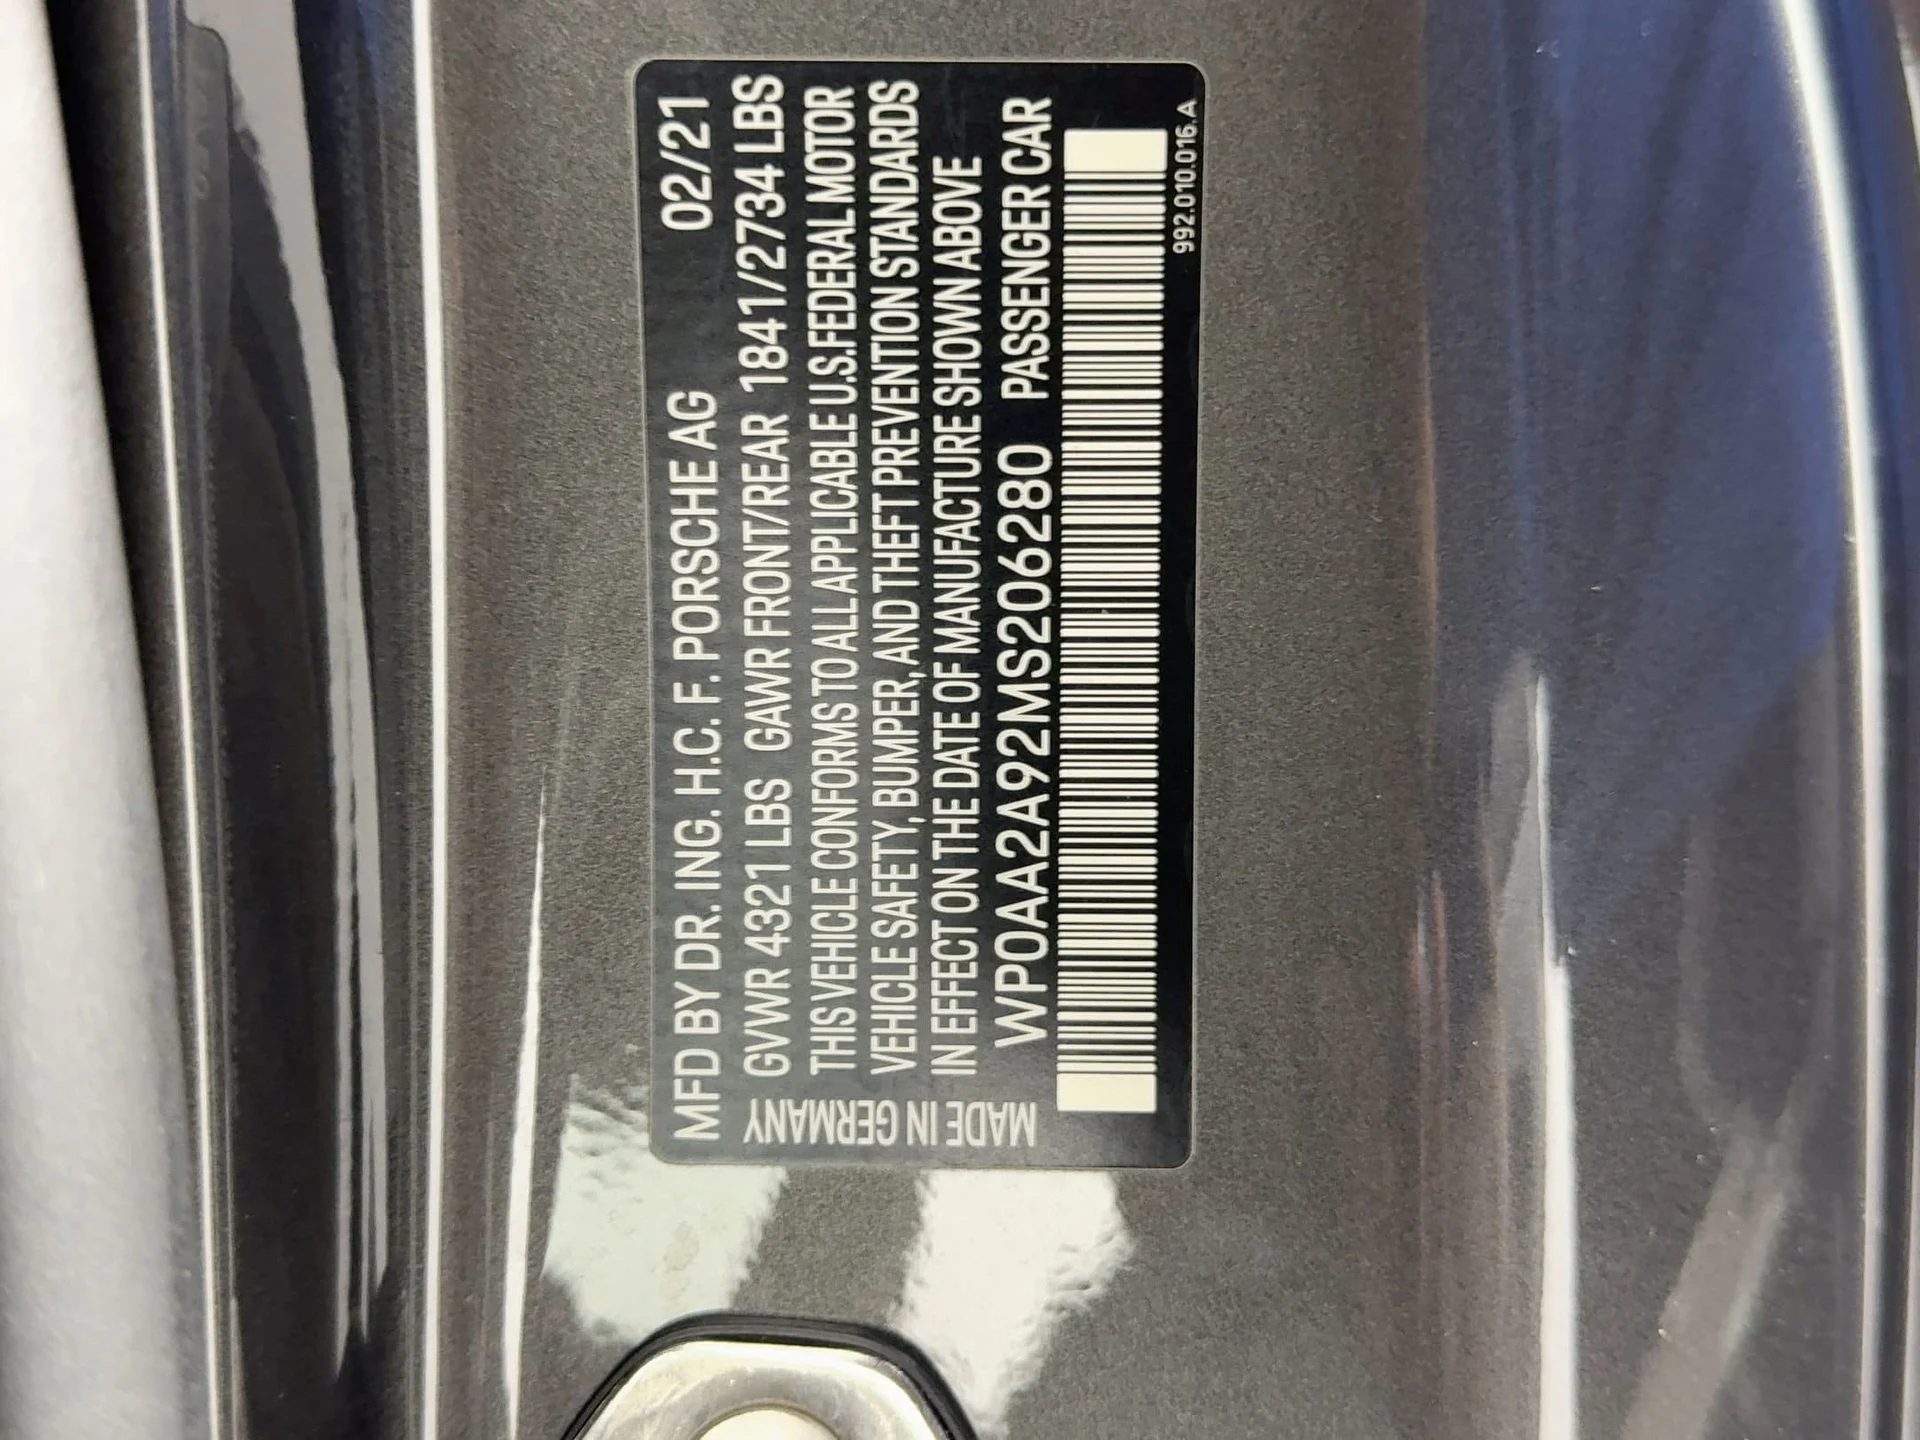 MFD BY DR. ING. H.C. F. PORSCHE AG 02/21
GVWR 4321 LBS GAWR FRONT/REAR 1841/2734 LBS
THIS VEHICLE CONFORMS TO ALL APPLICABLE U.S. FEDERAL MOTOR
VEHICLE SAFETY, BUMPER, AND THEFT PREVENTION STANDARDS
IN EFFECT ON THE DATE OF MANUFACTURE SHOWN ABOVE
WP0AA2A92MS206280 PASSENGER CAR
MADE IN GERMANY
992.010.016.A